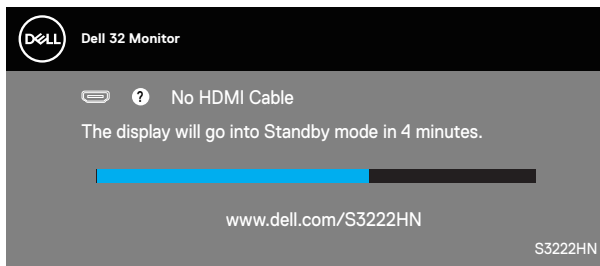 DELL
Dell 32 Monitor
? No HDMI Cable
The display will go into Standby mode in 4 minutes.
www.dell.com/S3222HN
S3222HN